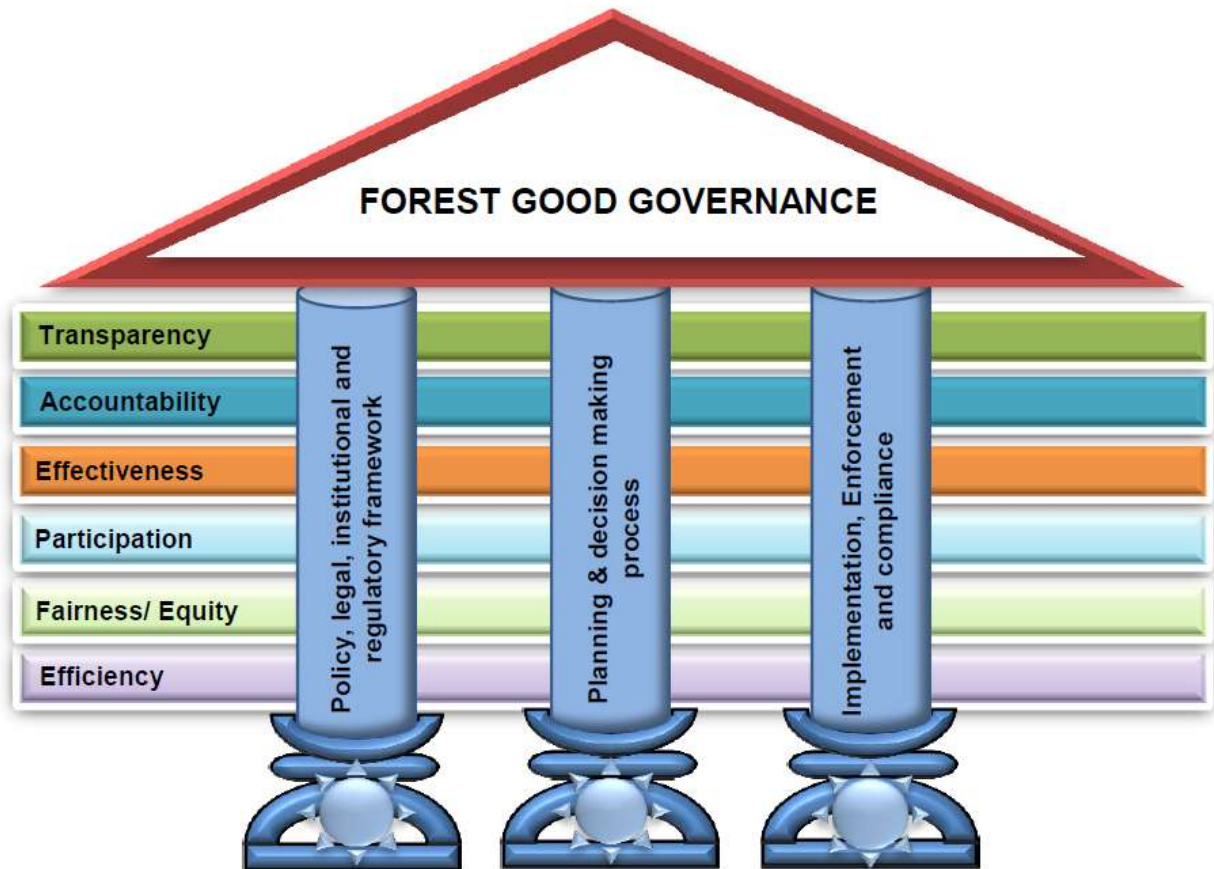 FOREST GOOD GOVERNANCE
Transparency
Accountability
Effectiveness
Participation
Fairness/ Equity
Efficiency
Policy, legal, institutional and
regulatory framework
Planning & decision making
process
Implementation, Enforcement
and compliance